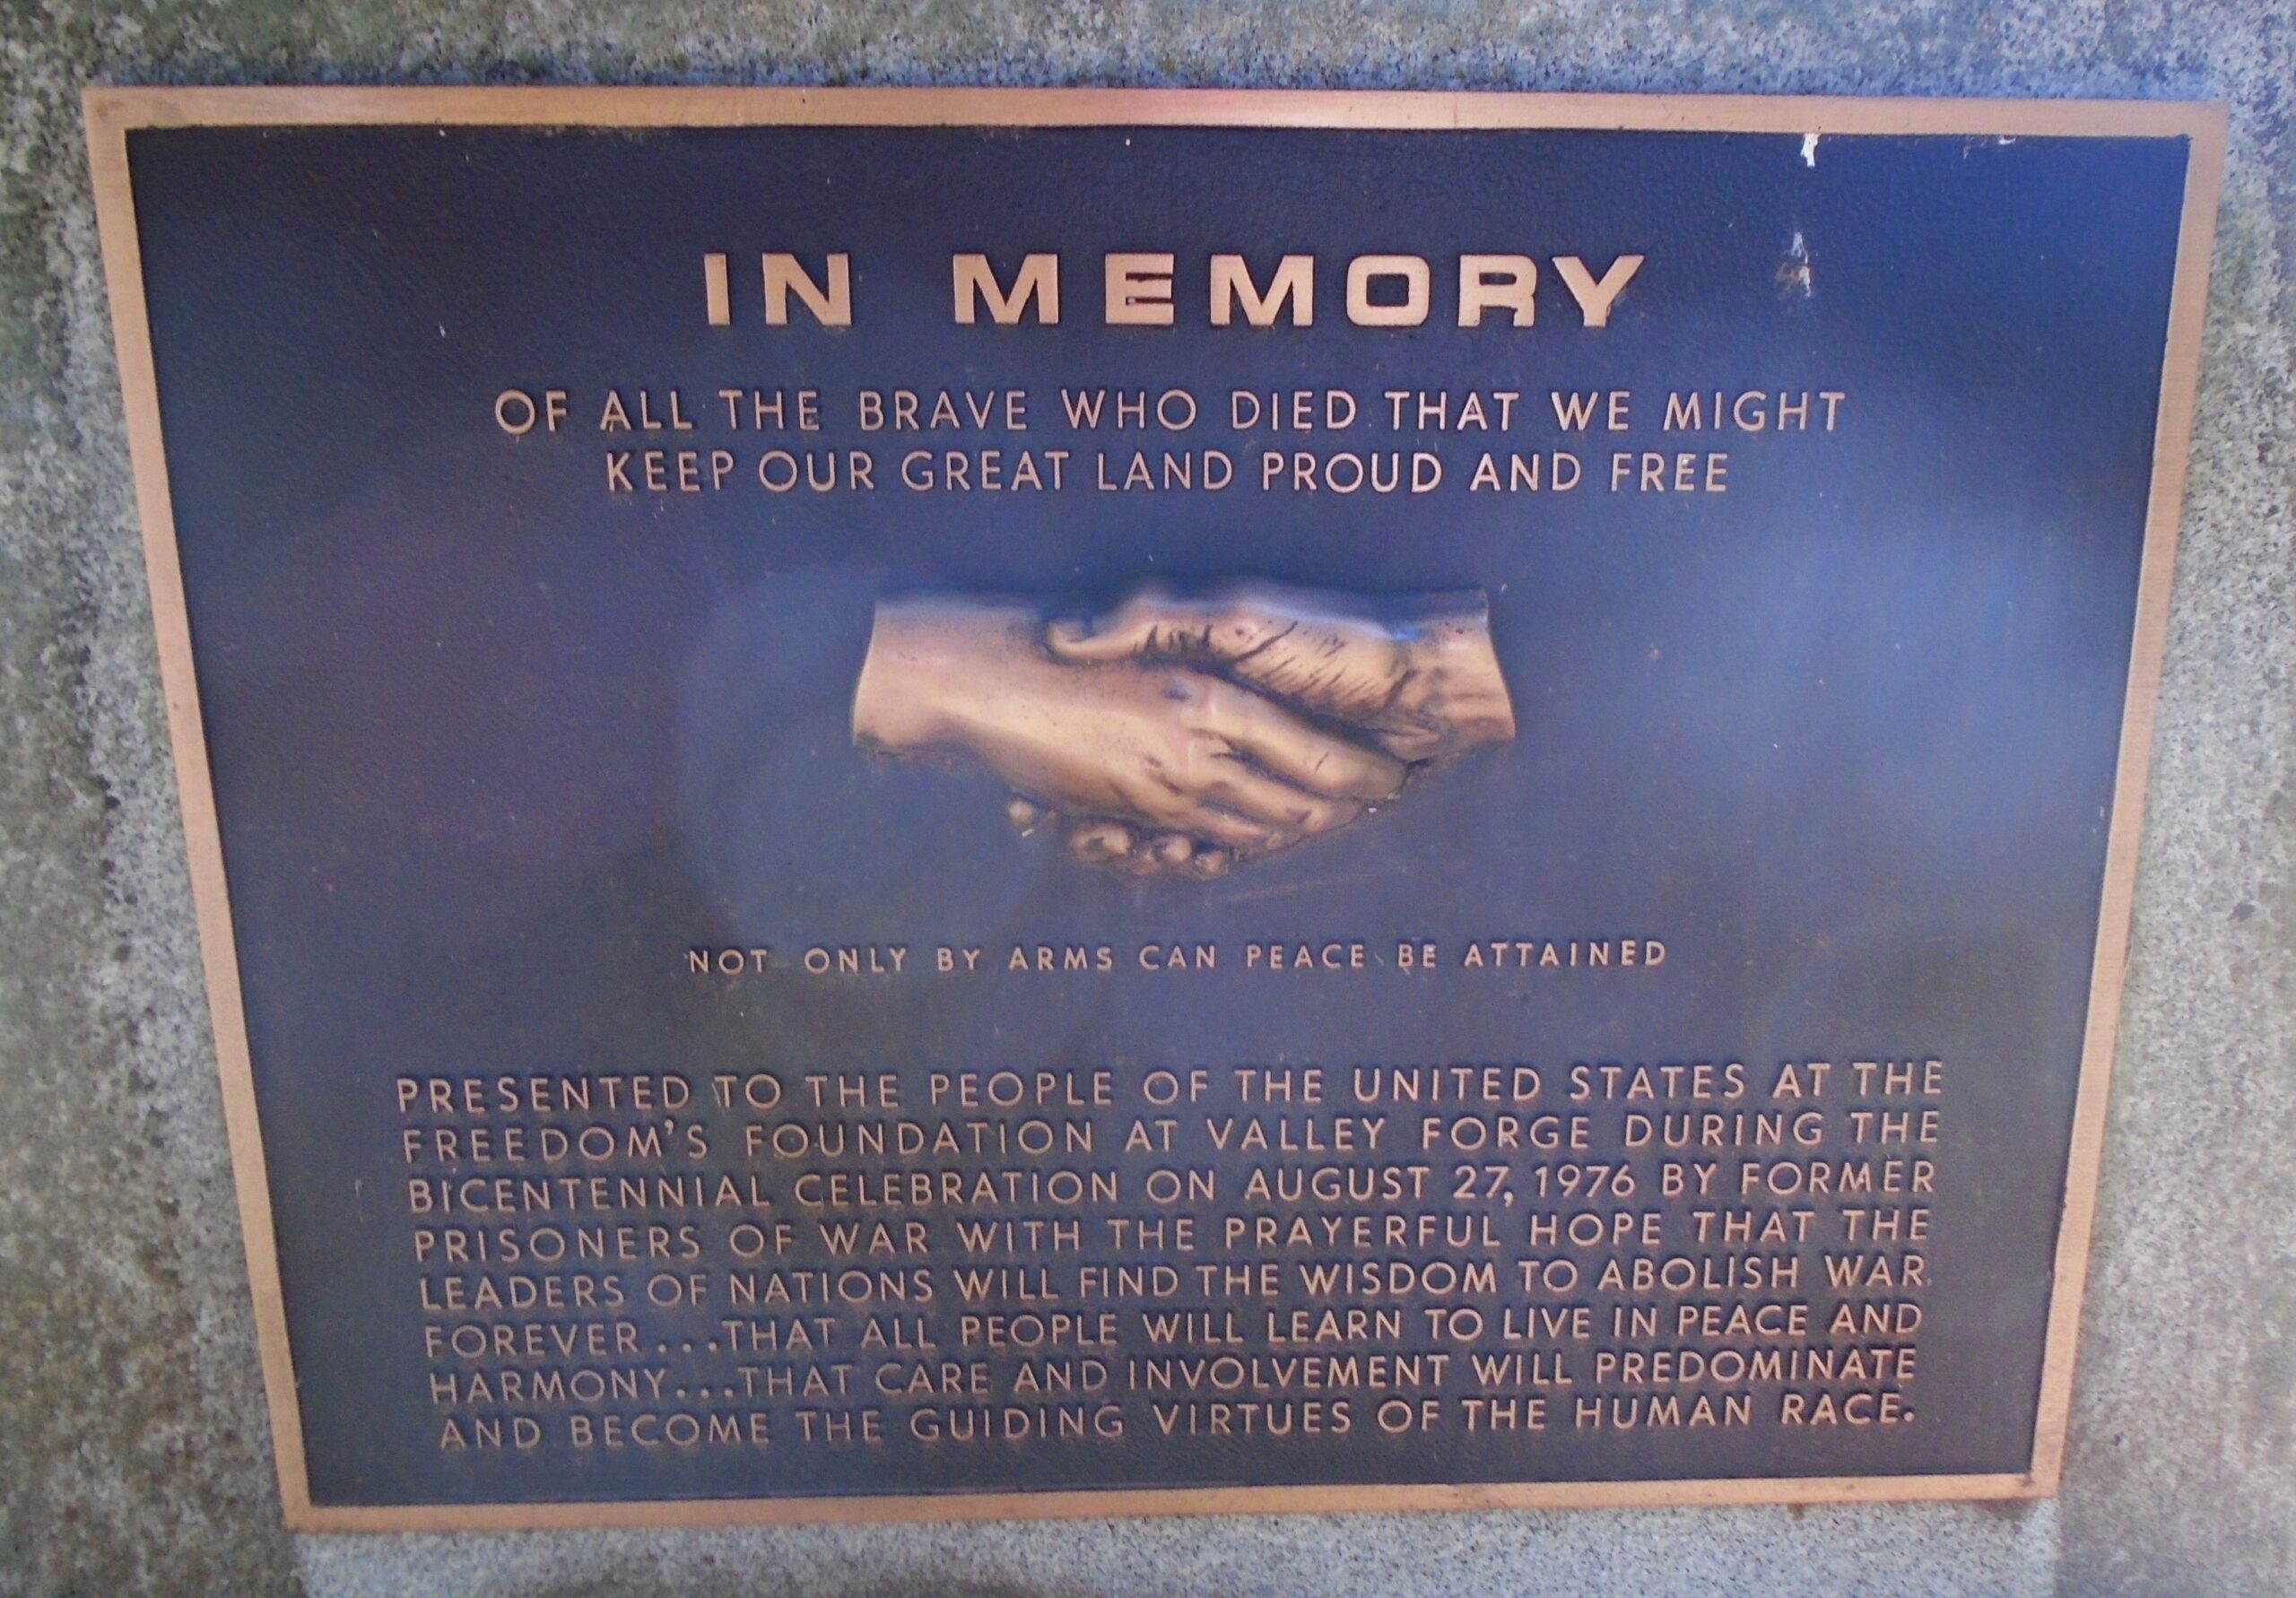 IN MEMORY
OF ALL THE BRAVE WHO DIED THAT WE MIGHT
KEEP OUR GREAT LAND PROUD AND FREE
NOT ONLY BY ARMS CAN PEACE BE ATTAINED
PRESENTED TO THE PEOPLE OF THE UNITED STATES AT THE
FREEDOM'S FOUNDATION AT VALLEY FORGE DURING THE
BICENTENNIAL CELEBRATION ON AUGUST 27, 1976 BY FORMER
PRISONERS OF WAR WITH THE PRAYERFUL HOPE THAT THE
LEADERS OF NATIONS WILL FIND THE WISDOM TO ABOLISH WAR
FOREVER...THAT ALL PEOPLE WILL LEARN TO LIVE IN PEACE AND
HARMONY...THAT CARE AND INVOLVEMENT WILL PREDOMINATE
AND BECOME THE GUIDING VIRTUES OF THE HUMAN RACE.